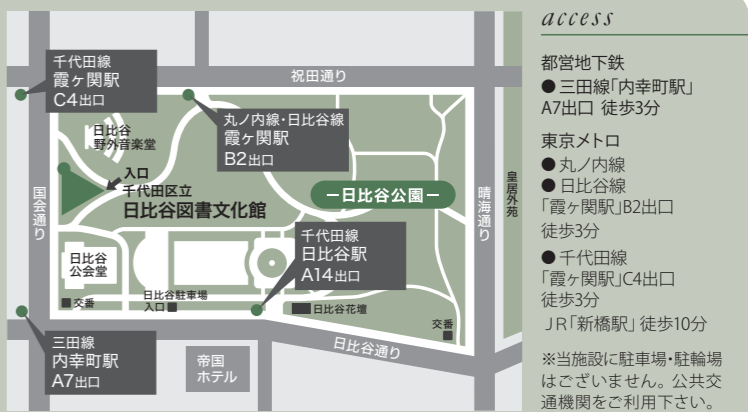 千代田線
霞ヶ関駅
C4出口
祝田通り
丸ノ内線・日比谷線
霞ヶ関駅
B2出口
日比谷
野外音楽堂
入口
千代田区立
日比谷図書文化館
国会通り
ー日比谷公園ー
晴海通り
皇居外苑
千代田線
日比谷駅
A14出口
日比谷
公会堂
■交番
日比谷駐車場
入口■
■日比谷花壇
交番
■
三田線
内幸町駅
A7出口
帝国
ホテル
日比谷通り
access
都営地下鉄
●三田線「内幸町駅」
A7出口 徒歩3分
東京メトロ
●丸ノ内線
●日比谷線
「霞ヶ関駅」B2出口
徒歩3分
●千代田線
「霞ヶ関駅」C4出口
徒歩3分
JR「新橋駅」徒歩10分
※当施設に駐車場・駐輪場
はございません。公共交
通機関をご利用下さい。